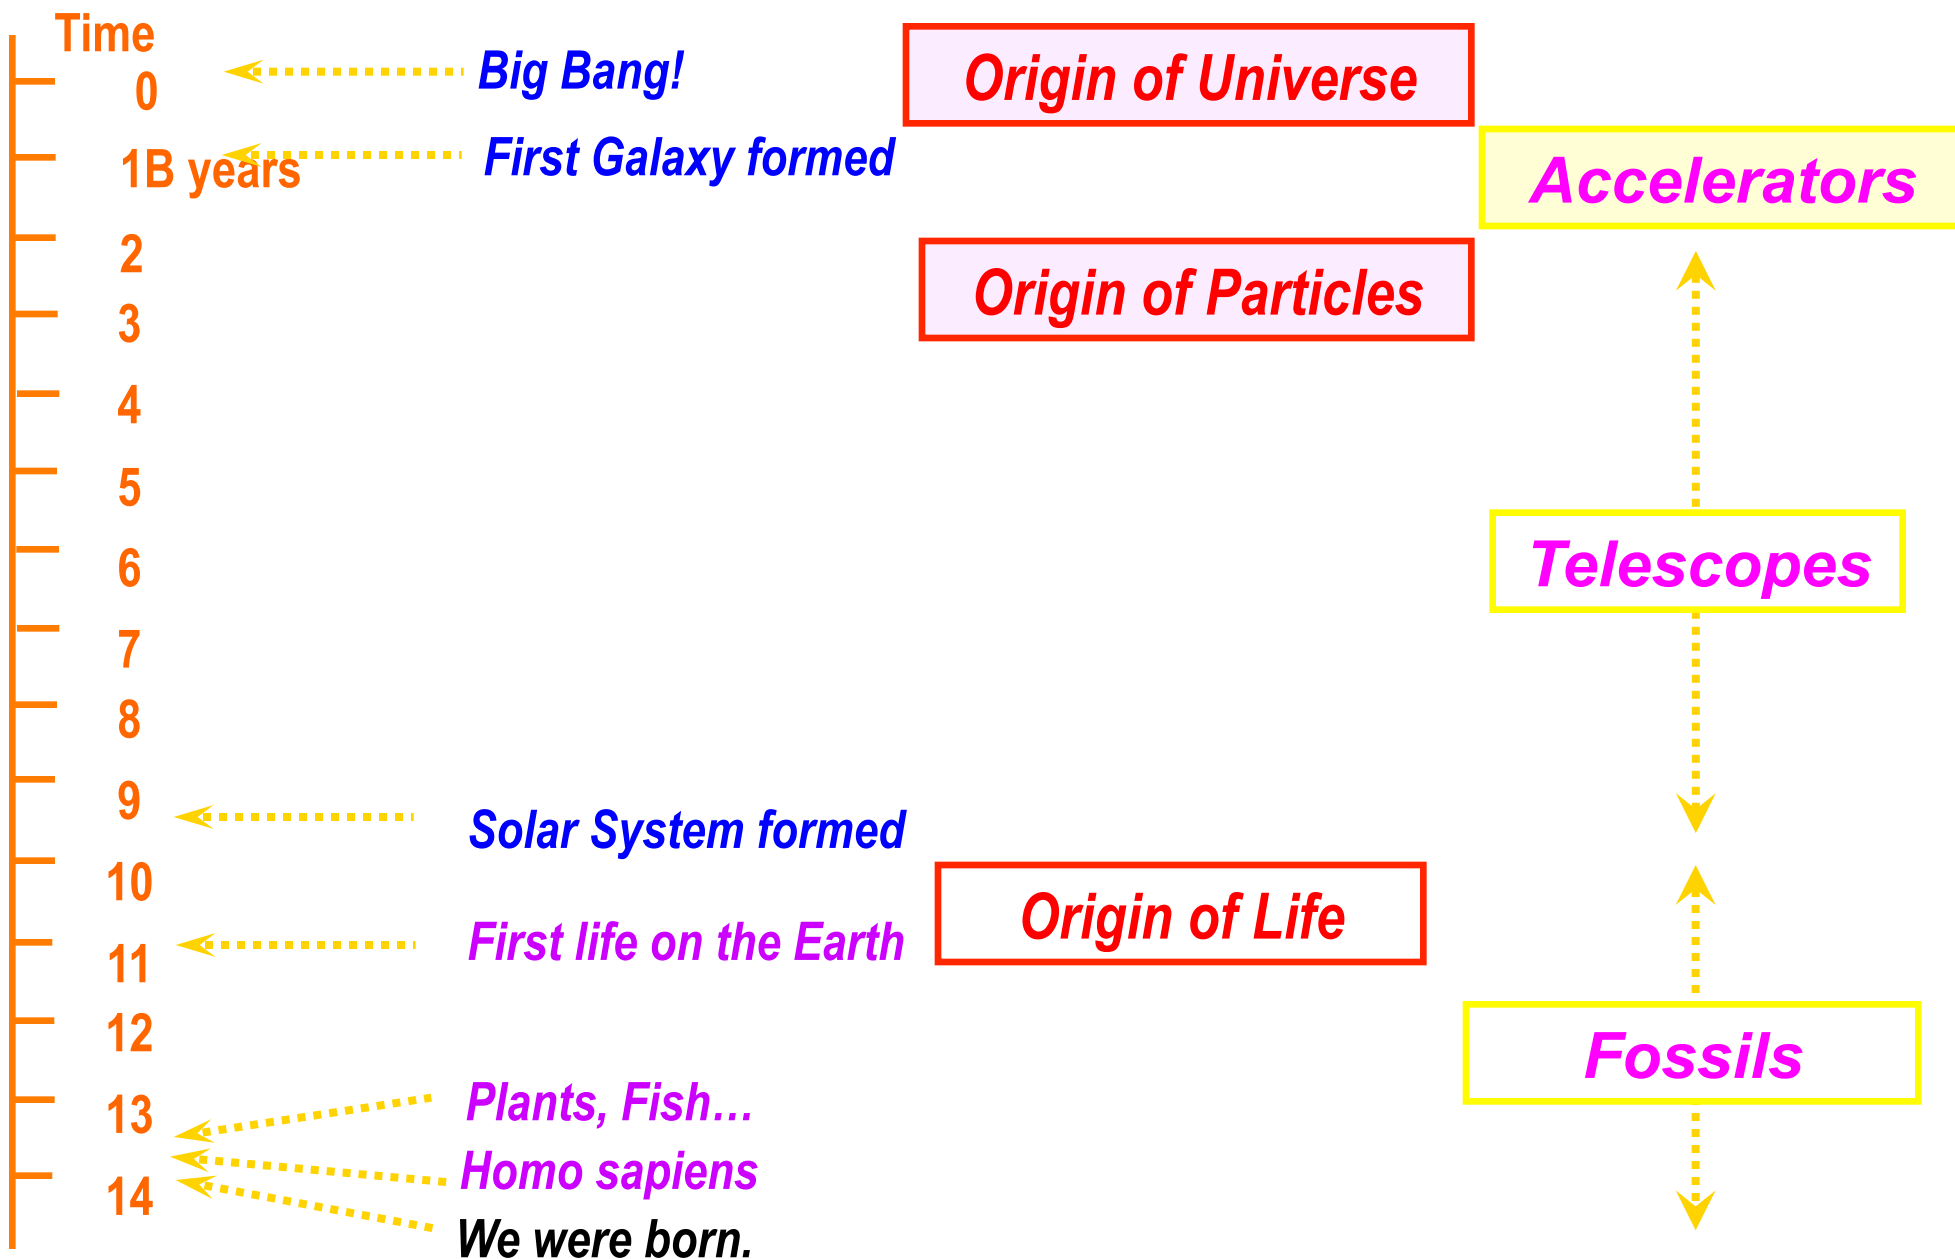 Time
0
Big Bang!
Origin of Universe
1B years
First Galaxy formed
Accelerators
2
Origin of Particles
3
4
5
6
Telescopes
7
8
9
Solar System formed
10
Origin of Life
11
First life on the Earth
12
Fossils
13
Plants, Fish…
Homo sapiens
14
We were born.